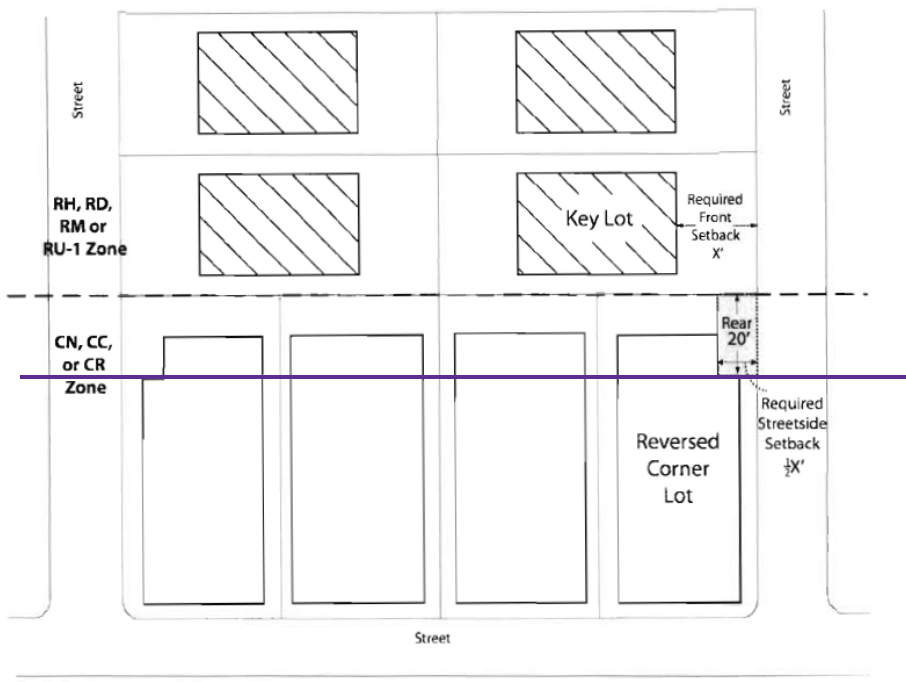 Street
Street
RH, RD,
RM or
RU-1 Zone
Key Lot
Required
Front
Setback
X'
CN, CC,
or CR
Zone
Rear
20'
Required
Streetside
Setback
½X'
Reversed
Corner
Lot
Street